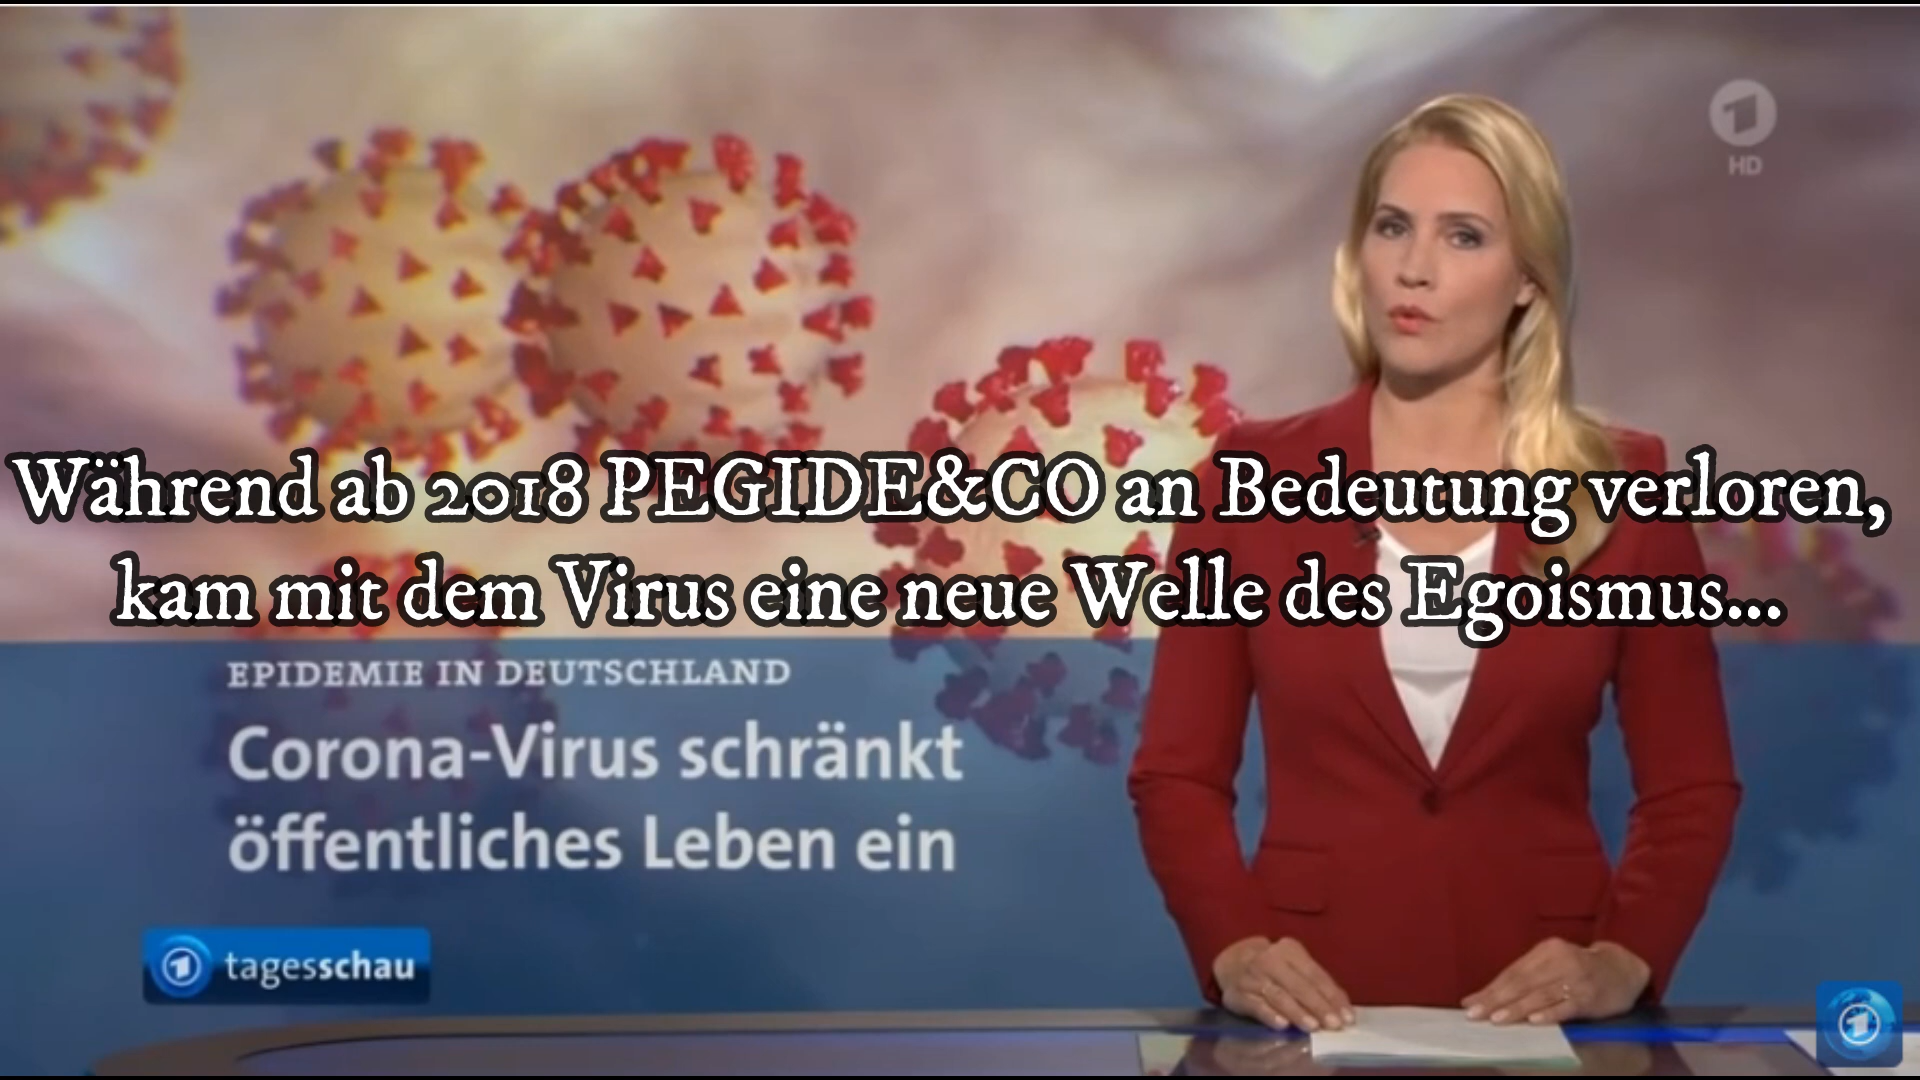 HD
Während ab 2018 PEGIDE&CO an Bedeutung verloren,
kam mit dem Virus eine neue Welle des Egoismus...
EPIDEMIE IN DEUTSCHLAND
Corona-Virus schränkt
öffentliches Leben ein
tagesschau